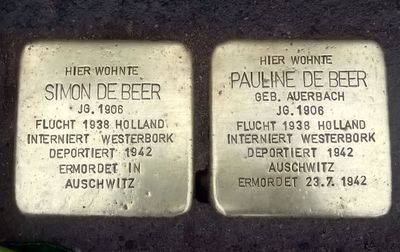 HIER WOHNTE
SIMON DE BEER
JG. 1906
FLUCHT 1938 HOLLAND
INTERNIERT WESTERBORK
DEPORTIERT 1942
ERMORDET IN
AUSCHWITZ
HIER WOHNTE
PAULINE DE BEER
GEB. AUERBACH
JG. 1906
FLUCHT 1938 HOLLAND
INTERNIERT WESTERBORK
DEPORTIERT 1942
AUSCHWITZ
ERMORDET 23.7. 1942